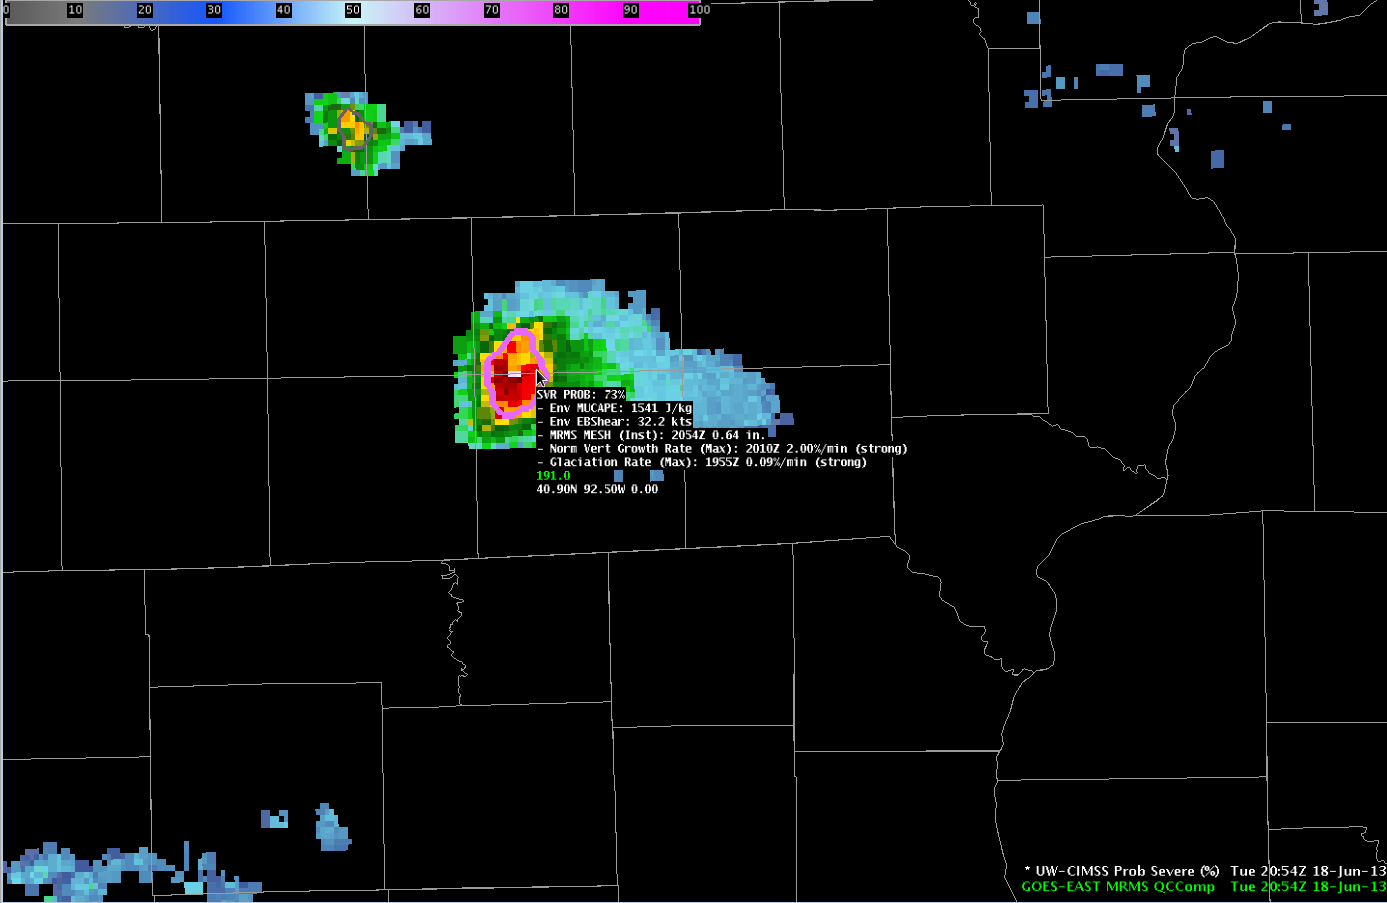 0 10 20 30 40 50 60 70 80 90 100
SVR PROB: 73%
- Env MUCAPE: 1541 J/kg
- Env EBShear: 32.2 kts
- MRMS MESH (Inst): 2054Z 0.64 in.
- Norm Vert Growth Rate (Max): 2010Z 2.00%/min (strong)
- Glaciation Rate (Max): 1955Z 0.09%/min (strong)
191.0
40.90N 92.50W 0.00
* UW-CIMSS Prob Severe (%) Tue 20:54Z 18-Jun-13
GOES-EAST MRMS QCComp Tue 20:54Z 18-Jun-13